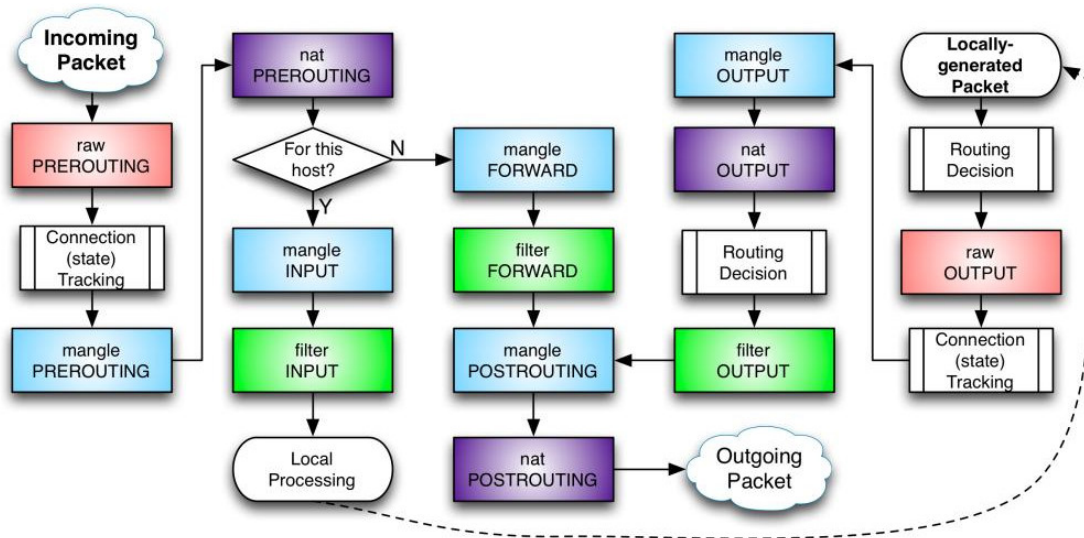 Incoming
Packet
raw
PREROUTING
Connection
(state)
Tracking
mangle
PREROUTING
nat
PREROUTING
For this
host?
N
Y
mangle
INPUT
filter
INPUT
Local
Processing
mangle
FORWARD
filter
FORWARD
mangle
POSTROUTING
nat
POSTROUTING
mangle
OUTPUT
nat
OUTPUT
Routing
Decision
filter
OUTPUT
Outgoing
Packet
Locally-
generated
Packet
Routing
Decision
raw
OUTPUT
Connection
(state)
Tracking